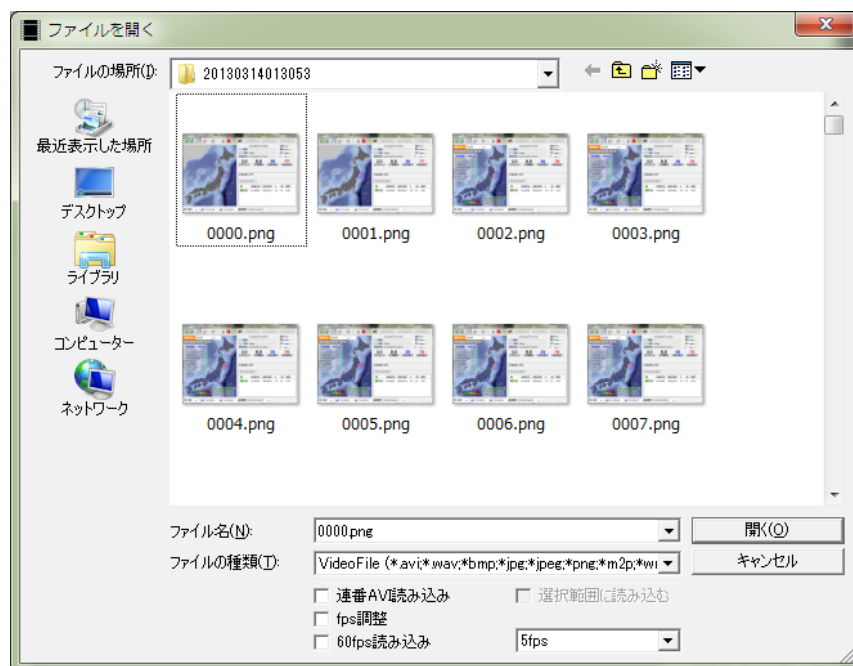 ファイルを開く
ファイルの場所(I):
20130314013053
最近表示した場所
デスクトップ
ライブラリ
コンピューター
ネットワーク
0000.png
0001.png
0002.png
0003.png
0004.png
0005.png
0006.png
0007.png
ファイル名(N):
0000.png
開く(O)
ファイルの種類(T):
VideoFile (*.avi;*.wav;*bmp;*jpg;*jpeg;*png;*m2p;*w
キャンセル
連番AVI読み込み
選択範囲に読み込む
fps調整
60fps読み込み
5fps